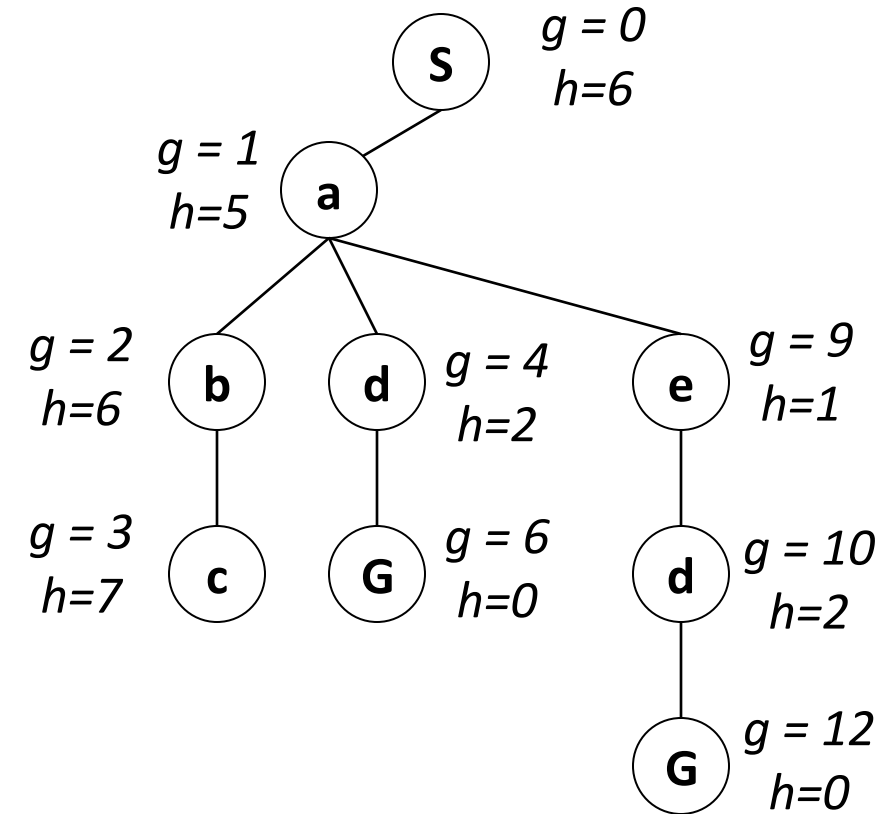 S
g = 0
h=6
g = 1
h=5
a
g = 2
h=6
b
d
g = 4
h=2
e
g = 9
h=1
g = 3
h=7
c
G
g = 6
h=0
d
g = 10
h=2
G
g = 12
h=0